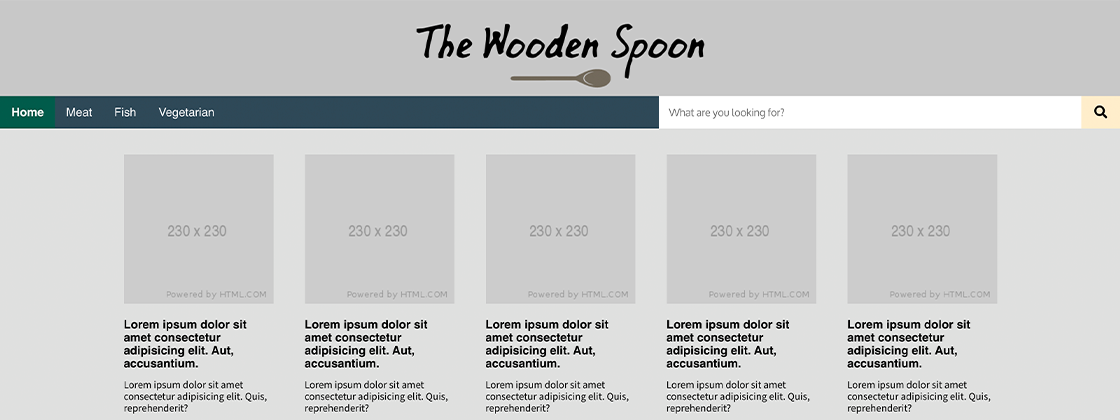 The Wooden Spoon
Home Meat Fish Vegetarian What are you looking for?
230 x 230 230 x 230 230 x 230 230 x 230 230 x 230
Powered by HTML.COM Powered by HTML.COM Powered by HTML.COM Powered by HTML.COM Powered by HTML.COM
Lorem ipsum dolor sit
amet consectetur
adipisicing elit. Aut,
accusantium.
Lorem ipsum dolor sit amet
consectetur adipisicing elit. Quis,
reprehenderit?
Lorem ipsum dolor sit
amet consectetur
adipisicing elit. Aut,
accusantium.
Lorem ipsum dolor sit amet
consectetur adipisicing elit. Quis,
reprehenderit?
Lorem ipsum dolor sit
amet consectetur
adipisicing elit. Aut,
accusantium.
Lorem ipsum dolor sit amet
consectetur adipisicing elit. Quis,
reprehenderit?
Lorem ipsum dolor sit
amet consectetur
adipisicing elit. Aut,
accusantium.
Lorem ipsum dolor sit amet
consectetur adipisicing elit. Quis,
reprehenderit?
Lorem ipsum dolor sit
amet consectetur
adipisicing elit. Aut,
accusantium.
Lorem ipsum dolor sit amet
consectetur adipisicing elit. Quis,
reprehenderit?